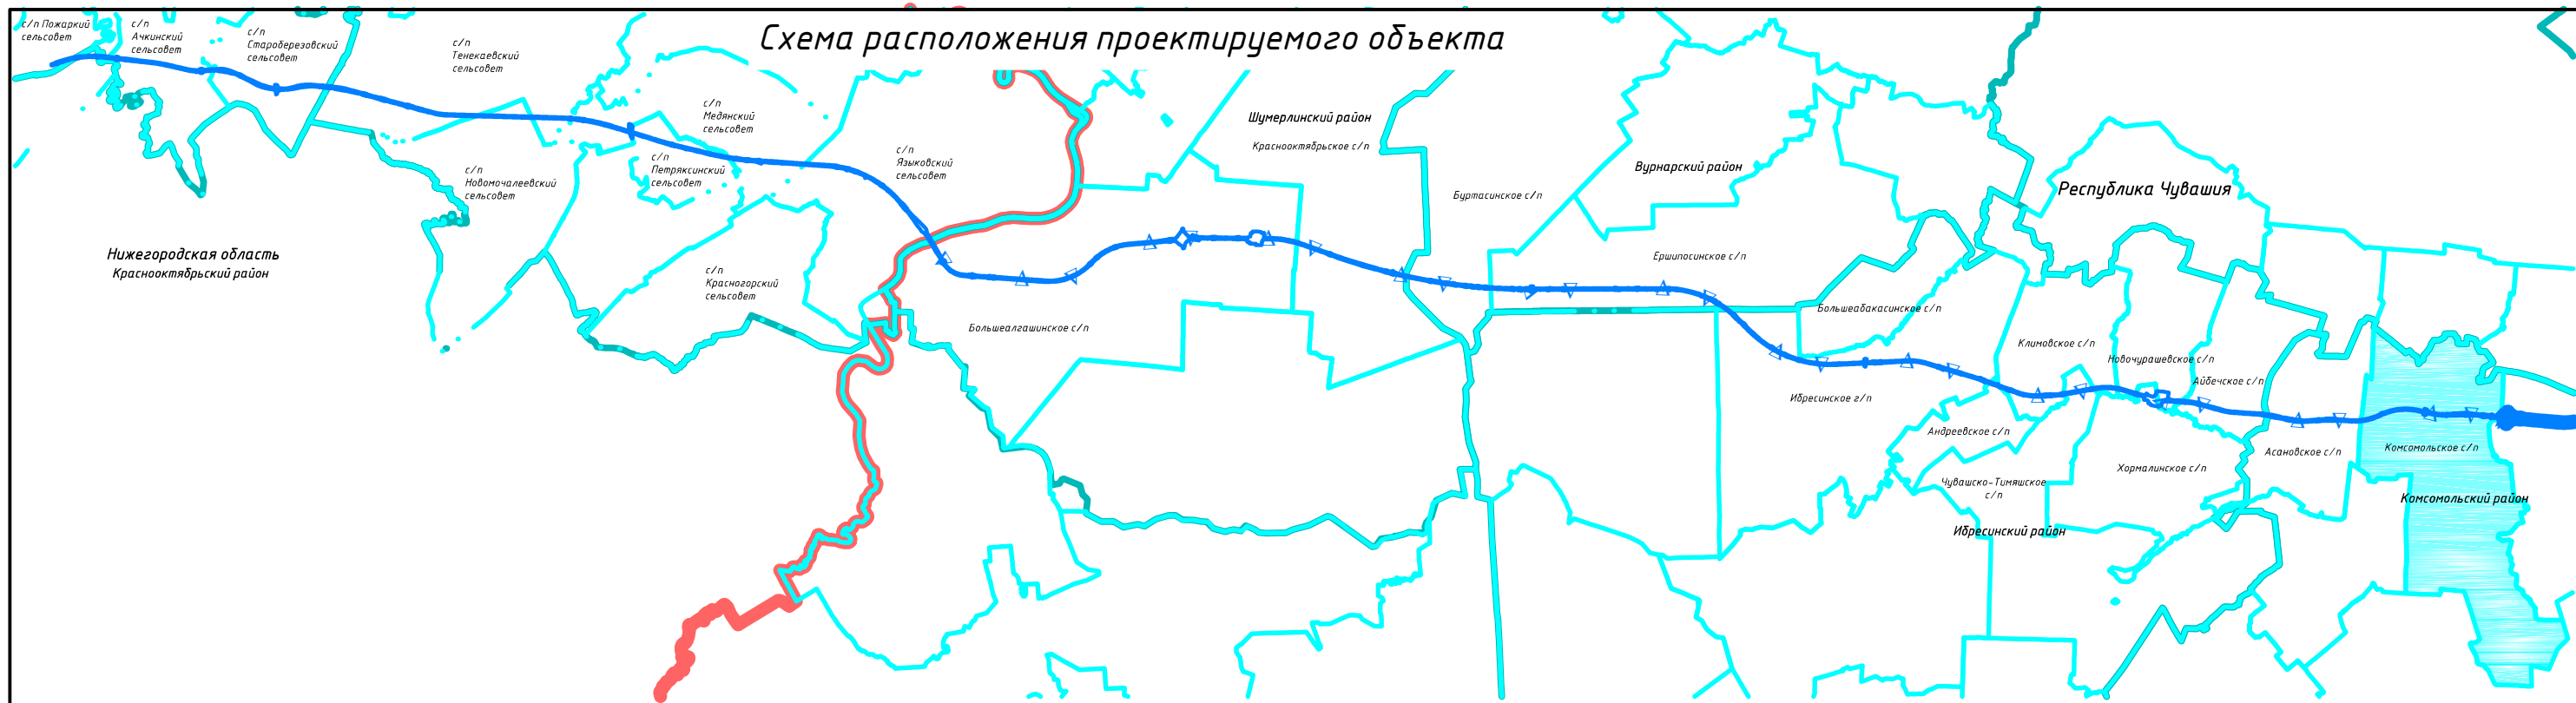 Схема расположения проектируемого объекта
с/п Пожаркий
сельсовет
с/п
Ачкинский
сельсовет
с/п
Староберезовский
сельсовет
с/п
Тенекаевский
сельсовет
с/п
Медянский
сельсовет
с/п
Петряксинский
сельсовет
с/п
Новомочалеевский
сельсовет
с/п
Языковский
сельсовет
Нижегородская область
Краснооктябрьский район
с/п
Красногорский
сельсовет
Большеалгашинское с/п
Шумерлинский район
Краснооктябрьское с/п
Буртасинское с/п
Вурнарский район
Ершипосинское с/п
Республика Чувашия
Большеабакасинское с/п
Климовское с/п
Новочурашевское с/п
Айбечское с/п
Ибресинское г/п
Андреевское с/п
Чувашско-Тимяшское
с/п
Хормалинское с/п
Асановское с/п
Комсомольское с/п
Комсомольский район
Ибресинский район